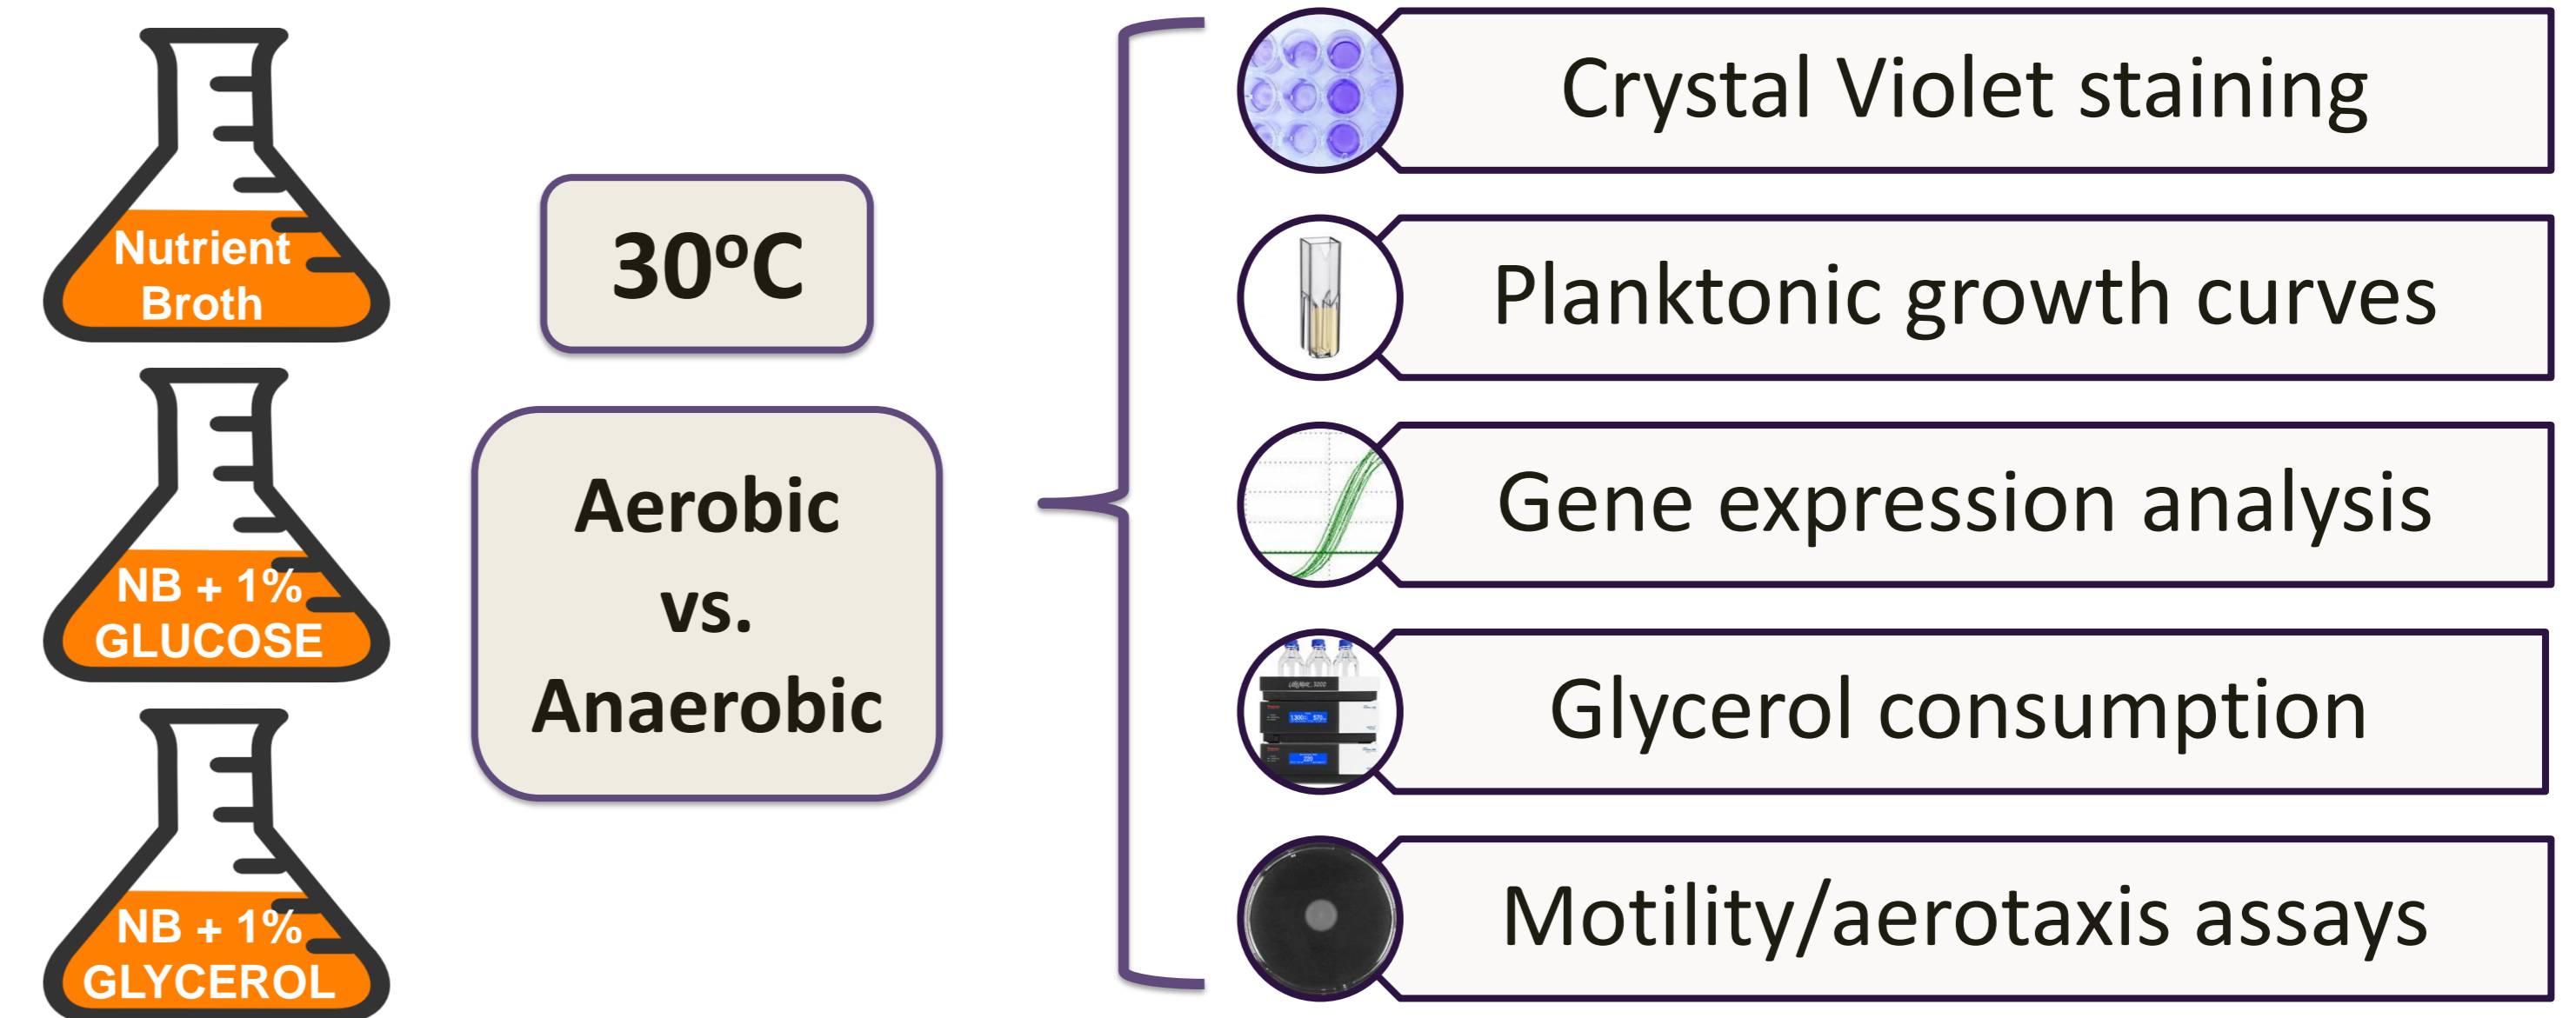 Nutrient
Broth
NB + 1%
GLUCOSE
NB + 1%
GLYCEROL
30ºC
Aerobic
vs.
Anaerobic
Crystal Violet staining
Planktonic growth curves
Gene expression analysis
Glycerol consumption
Motility/aerotaxis assays